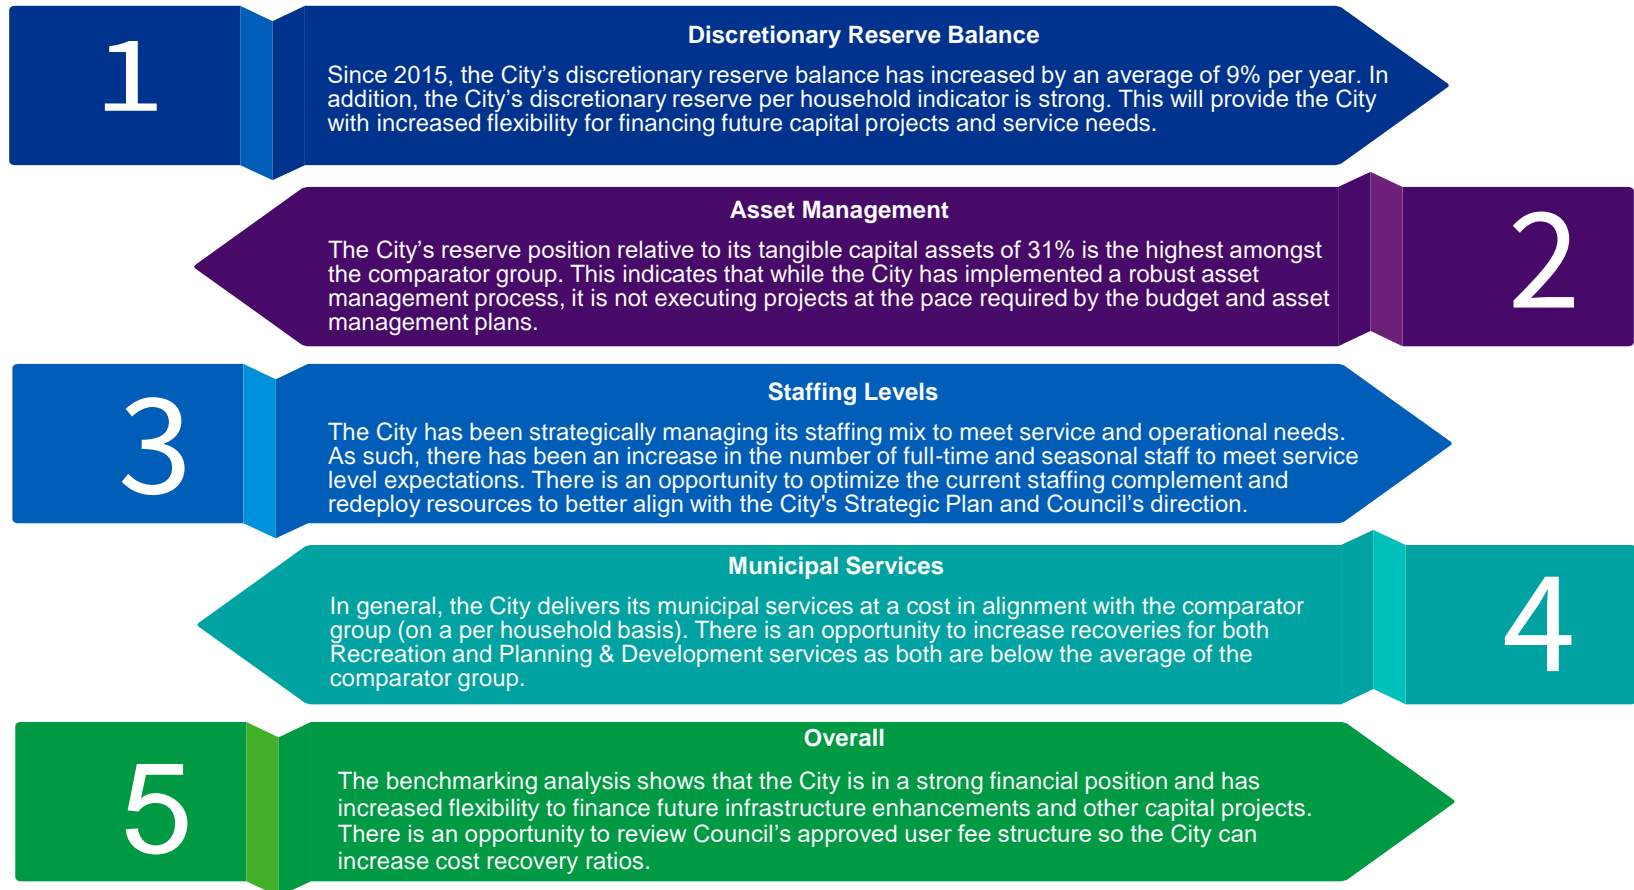 1
Discretionary Reserve Balance
Since 2015, the City’s discretionary reserve balance has increased by an average of 9% per year. In
addition, the City’s discretionary reserve per household indicator is strong. This will provide the City
with increased flexibility for financing future capital projects and service needs.
2
Asset Management
The City’s reserve position relative to its tangible capital assets of 31% is the highest amongst
the comparator group. This indicates that while the City has implemented a robust asset
management process, it is not executing projects at the pace required by the budget and asset
management plans.
3
Staffing Levels
The City has been strategically managing its staffing mix to meet service and operational needs.
As such, there has been an increase in the number of full-time and seasonal staff to meet service
level expectations. There is an opportunity to optimize the current staffing complement and
redeploy resources to better align with the City's Strategic Plan and Council’s direction.
4
Municipal Services
In general, the City delivers its municipal services at a cost in alignment with the comparator
group (on a per household basis). There is an opportunity to increase recoveries for both
Recreation and Planning & Development services as both are below the average of the
comparator group.
5
Overall
The benchmarking analysis shows that the City is in a strong financial position and has
increased flexibility to finance future infrastructure enhancements and other capital projects.
There is an opportunity to review Council’s approved user fee structure so the City can
increase cost recovery ratios.